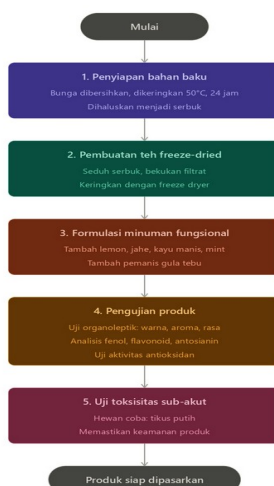 Mulai
1. Penyiapan bahan baku
Bunga dibersihkan, dikeringkan 50°C, 24 jam
Dihaluskan menjadi serbuk
2. Pembuatan teh freeze-dried
Seduh serbuk, bekukan filtrat
Keringkan dengan freeze dryer
3. Formulasi minuman fungsional
Tambah lemon, jahe, kayu manis, mint
Tambah pemanis gula tebu
4. Pengujian produk
Uji organoleptik: warna, aroma, rasa
Analisis fenol, flavonoid, antosianin
Uji aktivitas antioksidan
5. Uji toksisitas sub-akut
Hewan coba: tikus putih
Memastikan keamanan produk
Produk siap dipasarkan